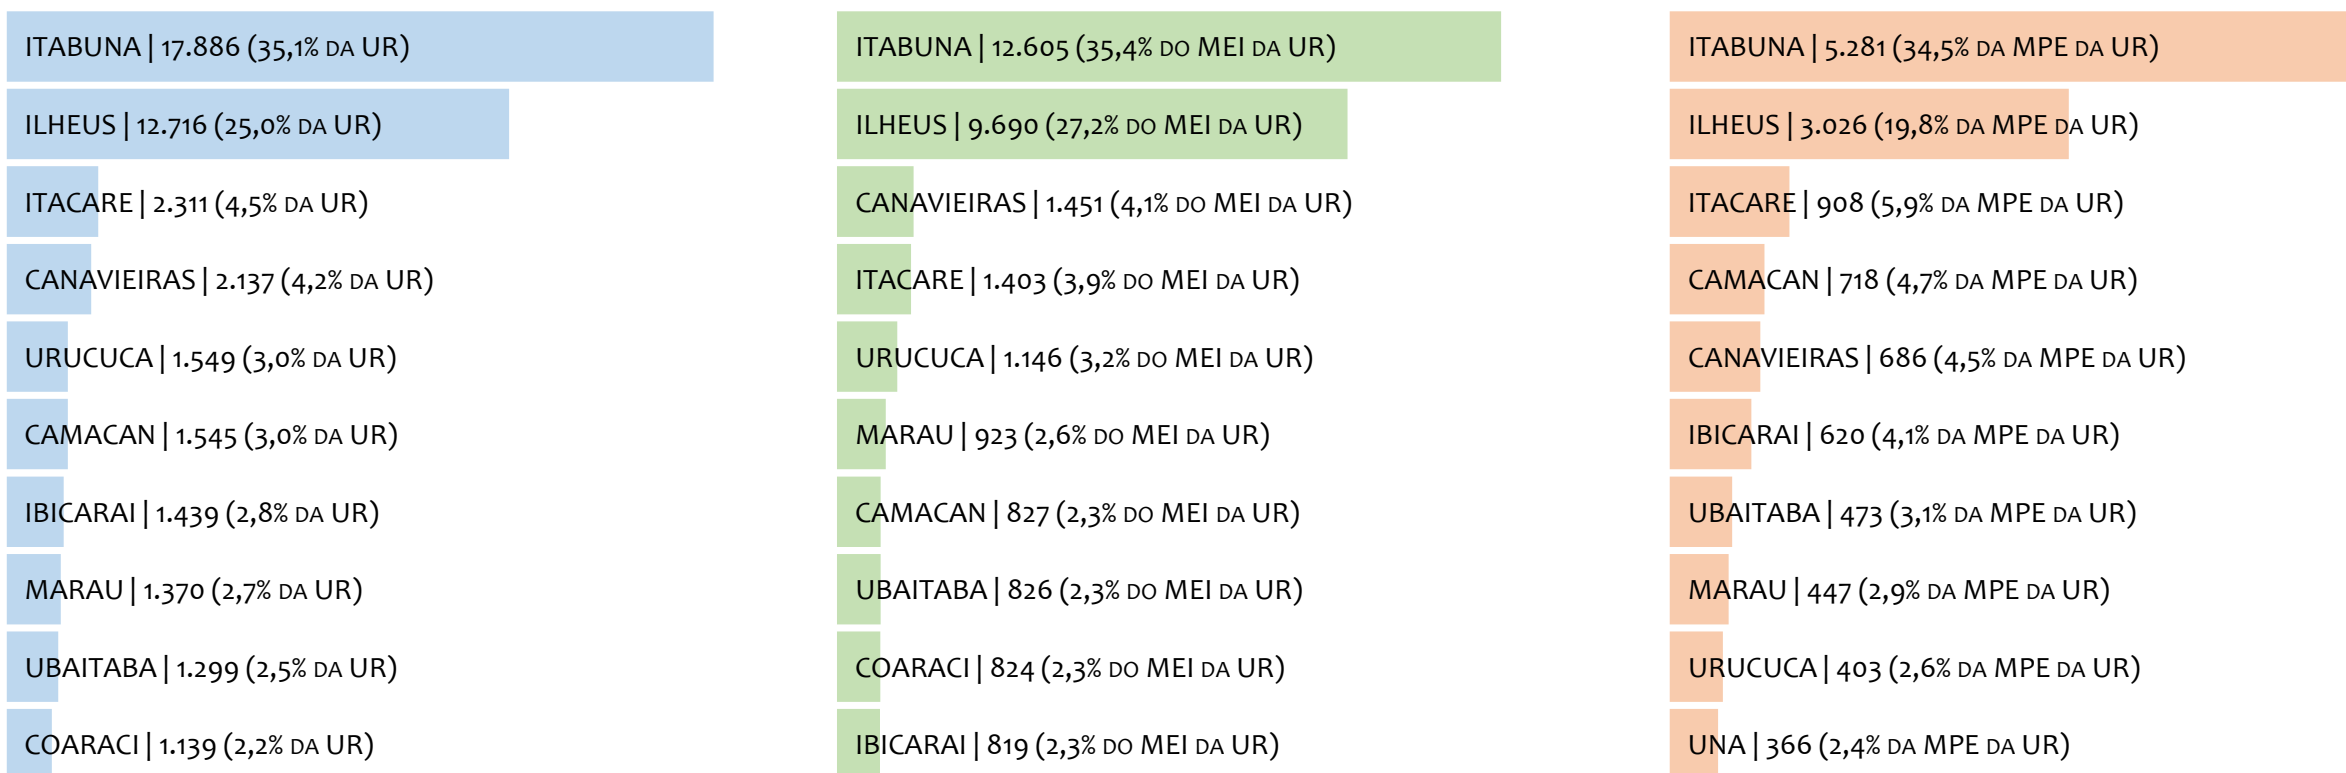 ITABUNA | 17.886 (35,1% DA UR)
ILHEUS | 12.716 (25,0% DA UR)
ITACARE | 2.311 (4,5% DA UR)
CANAVIEIRAS | 2.137 (4,2% DA UR)
URUCUCA | 1.549 (3,0% DA UR)
CAMACAN | 1.545 (3,0% DA UR)
IBICARAI | 1.439 (2,8% DA UR)
MARAU | 1.370 (2,7% DA UR)
UBAITABA | 1.299 (2,5% DA UR)
COARACI | 1.139 (2,2% DA UR)
ITABUNA | 12.605 (35,4% DO MEI DA UR)
ILHEUS | 9.690 (27,2% DO MEI DA UR)
CANAVIEIRAS | 1.451 (4,1% DO MEI DA UR)
ITACARE | 1.403 (3,9% DO MEI DA UR)
URUCUCA | 1.146 (3,2% DO MEI DA UR)
MARAU | 923 (2,6% DO MEI DA UR)
CAMACAN | 827 (2,3% DO MEI DA UR)
UBAITABA | 826 (2,3% DO MEI DA UR)
COARACI | 824 (2,3% DO MEI DA UR)
IBICARAI | 819 (2,3% DO MEI DA UR)
ITABUNA | 5.281 (34,5% DA MPE DA UR)
ILHEUS | 3.026 (19,8% DA MPE DA UR)
ITACARE | 908 (5,9% DA MPE DA UR)
CAMACAN | 718 (4,7% DA MPE DA UR)
CANAVIEIRAS | 686 (4,5% DA MPE DA UR)
IBICARAI | 620 (4,1% DA MPE DA UR)
UBAITABA | 473 (3,1% DA MPE DA UR)
MARAU | 447 (2,9% DA MPE DA UR)
URUCUCA | 403 (2,6% DA MPE DA UR)
UNA | 366 (2,4% DA MPE DA UR)